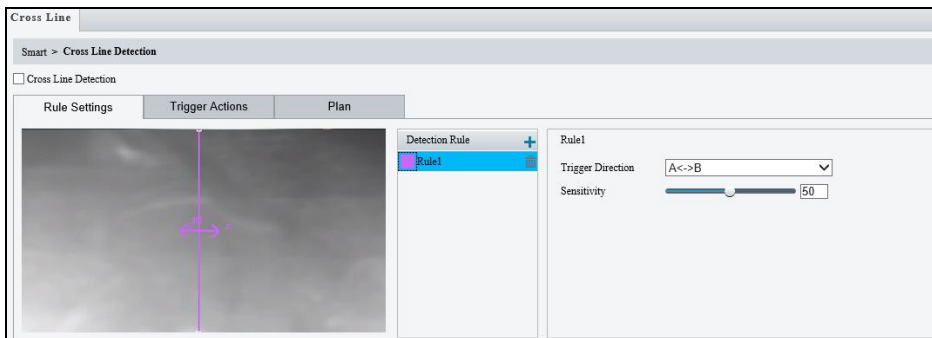 Cross Line
Smart > Cross Line Detection
Cross Line Detection
Rule Settings Trigger Actions Plan
Detection Rule +
Rule1
Rule1
Trigger Direction A<->B
Sensitivity 50